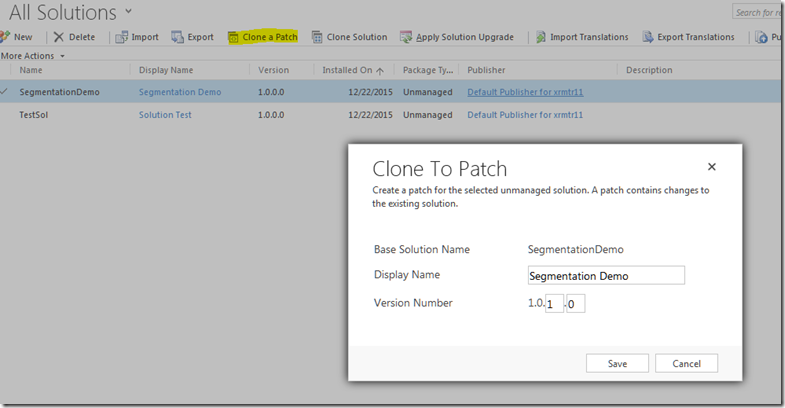 All Solutions
Search for re
New Delete Import Export Clone a Patch Clone Solution Apply Solution Upgrade Import Translations Export Translations Pu
More Actions
Name Display Name Version Installed On Package Ty... Publisher Description
SegmentationDemo Segmentation Demo 1.0.0.0 12/22/2015 Unmanaged Default Publisher for xrmtr11
TestSol Solution Test 1.0.0.0 12/22/2015 Unmanaged Default Publisher for xrmtr11
Clone To Patch
Create a patch for the selected unmanaged solution. A patch contains changes to
the existing solution.
Base Solution Name SegmentationDemo
Display Name Segmentation Demo
Version Number 1.0.1.0
Save Cancel